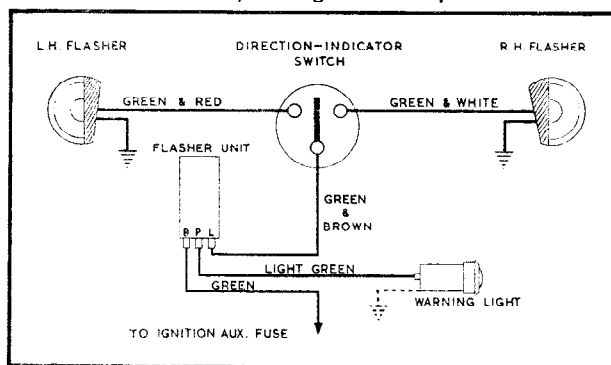 L.H. FLASHER
DIRECTION-INDICATOR
SWITCH
R.H. FLASHER
GREEN & RED
GREEN & WHITE
FLASHER UNIT
GREEN
&
BROWN
B P L
LIGHT GREEN
GREEN
WARNING LIGHT
TO IGNITION AUX. FUSE